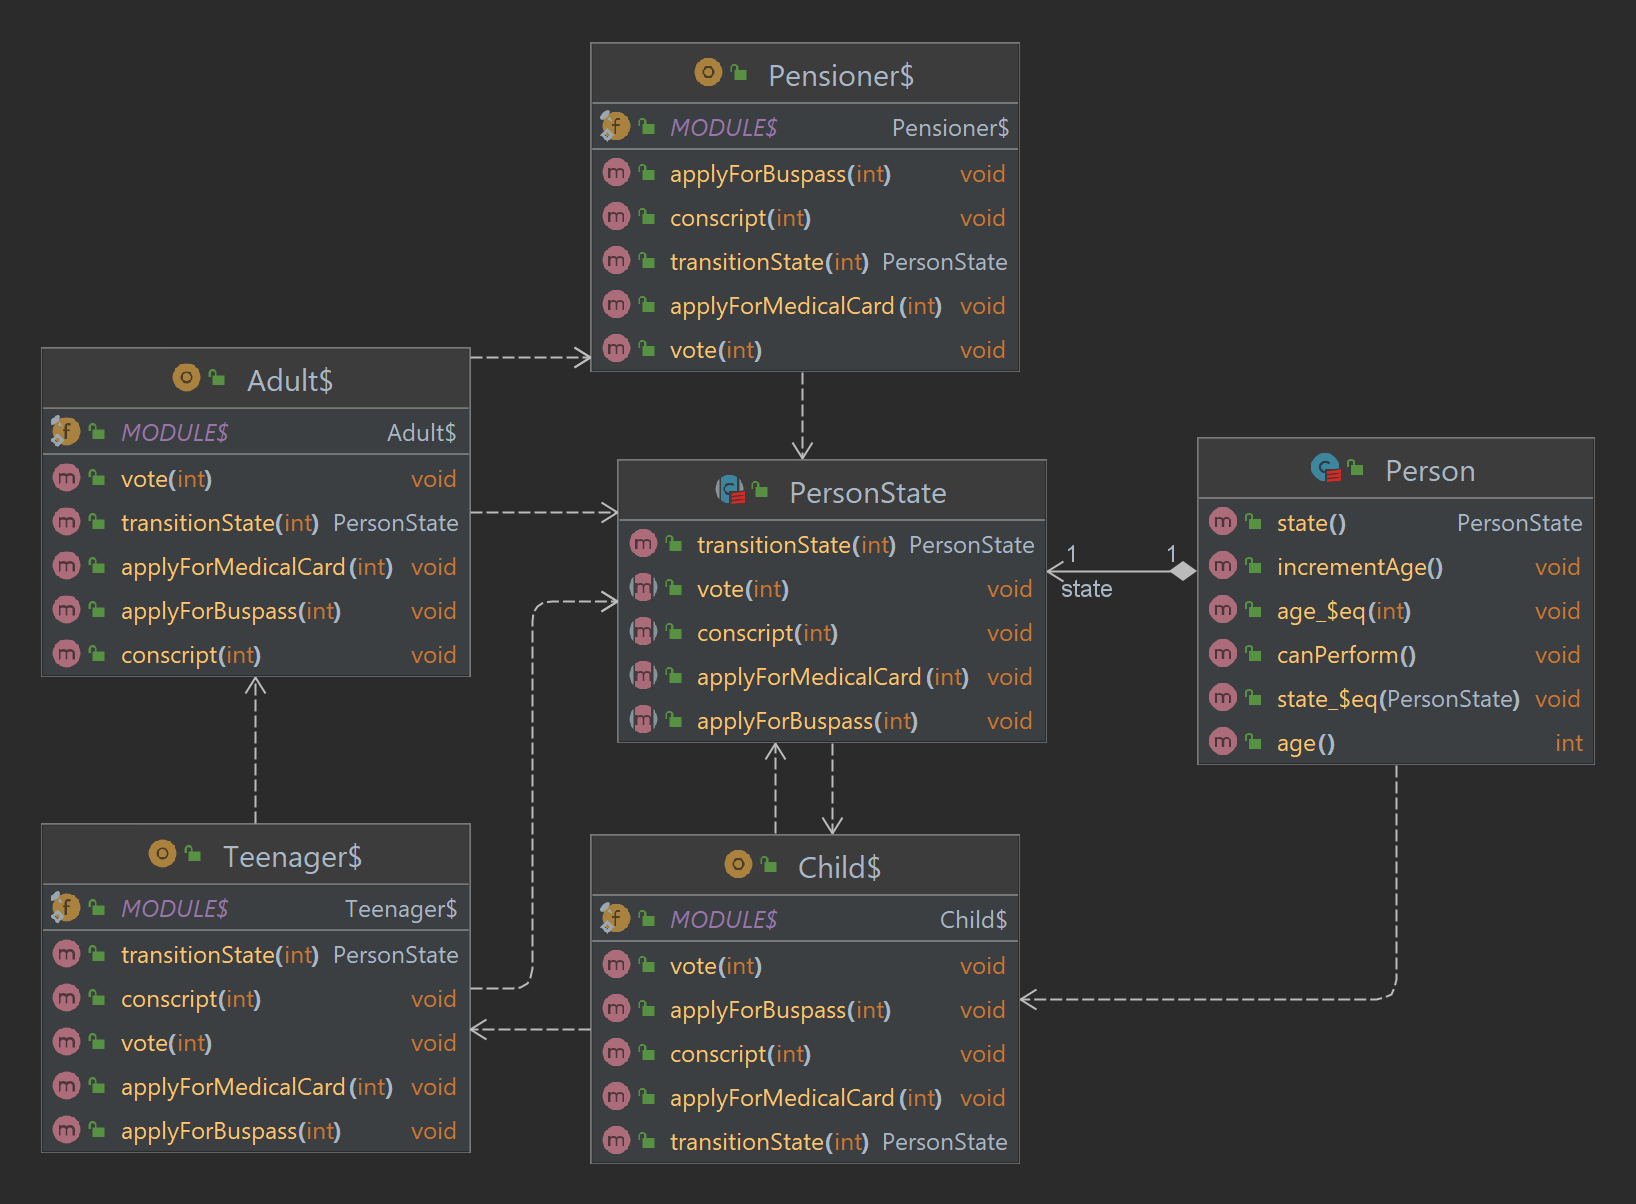 Pensioner$
MODULE$ Pensioner$
applyForBuspass(int) void
conscript(int) void
transitionState(int) PersonState
applyForMedicalCard(int) void
vote(int) void
Adult$
MODULE$ Adult$
vote(int) void
transitionState(int) PersonState
applyForMedicalCard(int) void
applyForBuspass(int) void
conscript(int) void
PersonState
transitionState(int) PersonState
vote(int) void
conscript(int) void
applyForMedicalCard(int) void
applyForBuspass(int) void
1 1
state
Person
state() PersonState
incrementAge() void
age_$eq(int) void
canPerform() void
state_$eq(PersonState) void
age() int
Teenager$
MODULE$ Teenager$
transitionState(int) PersonState
conscript(int) void
vote(int) void
applyForMedicalCard(int) void
applyForBuspass(int) void
Child$
MODULE$ Child$
vote(int) void
applyForBuspass(int) void
conscript(int) void
applyForMedicalCard(int) void
transitionState(int) PersonState